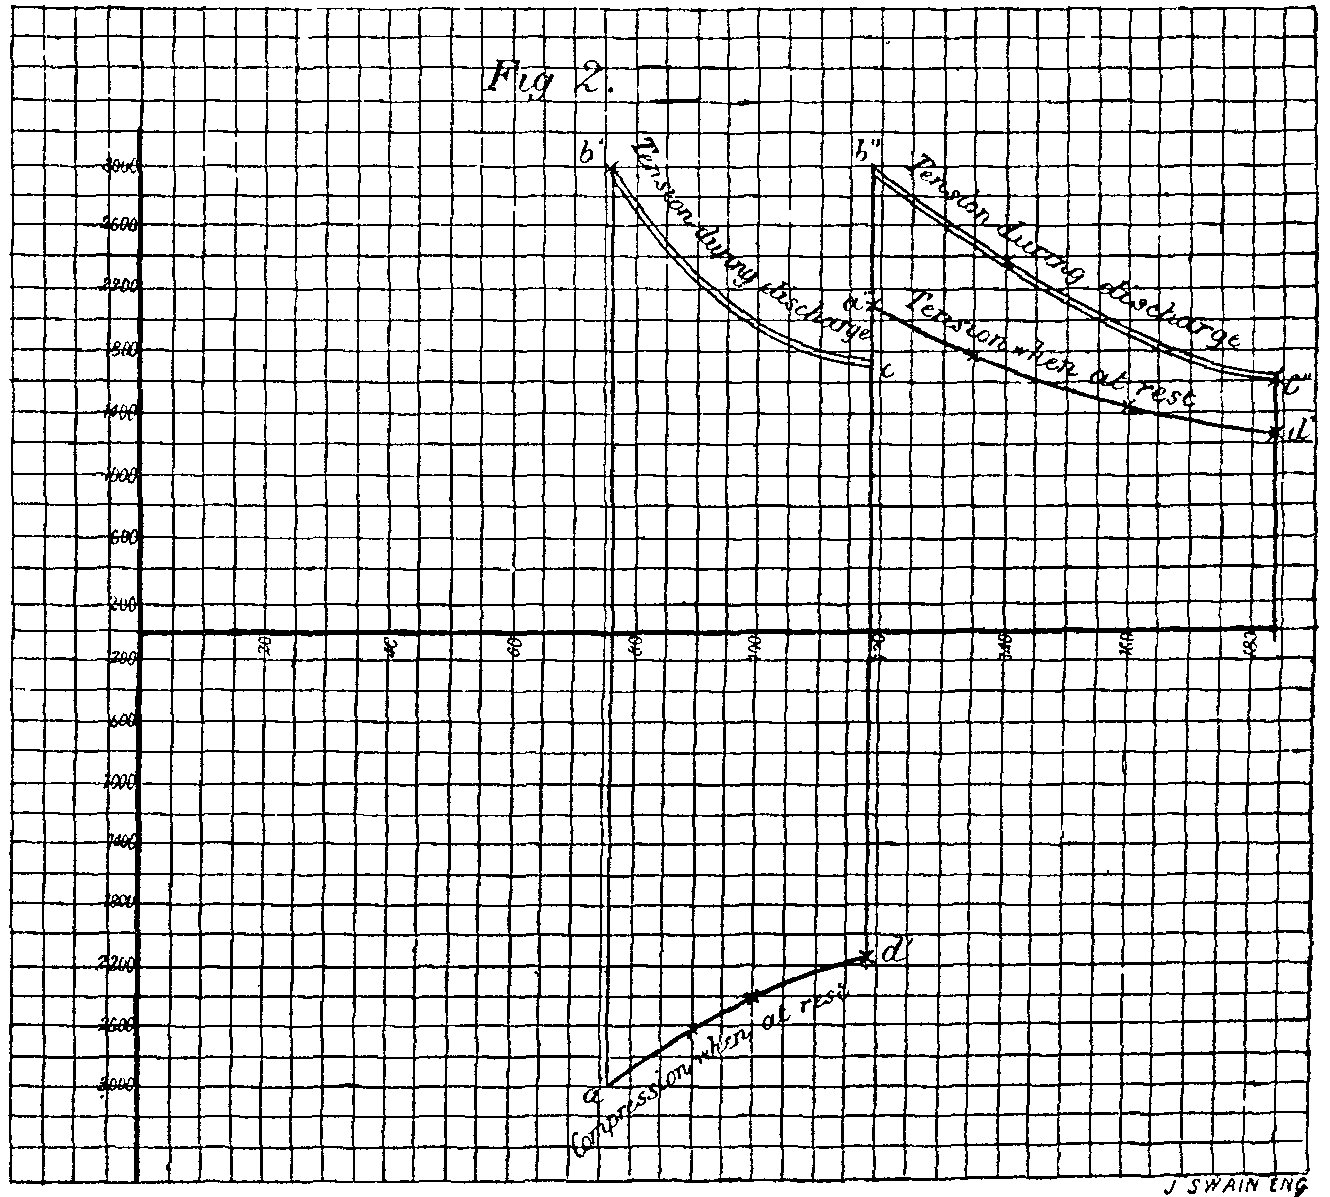 Fig 2.
b'
Tension during discharge
c
b"
Tension during discharge
c"
a"
Tension when at rest
d"
3000
2600
2200
1800
1400
1000
600
200
20
40
60
80
100
120
140
160
180
200
600
1000
1400
1800
2200
2600
3000
d'
a
Compression when at rest
J SWAIN ENG